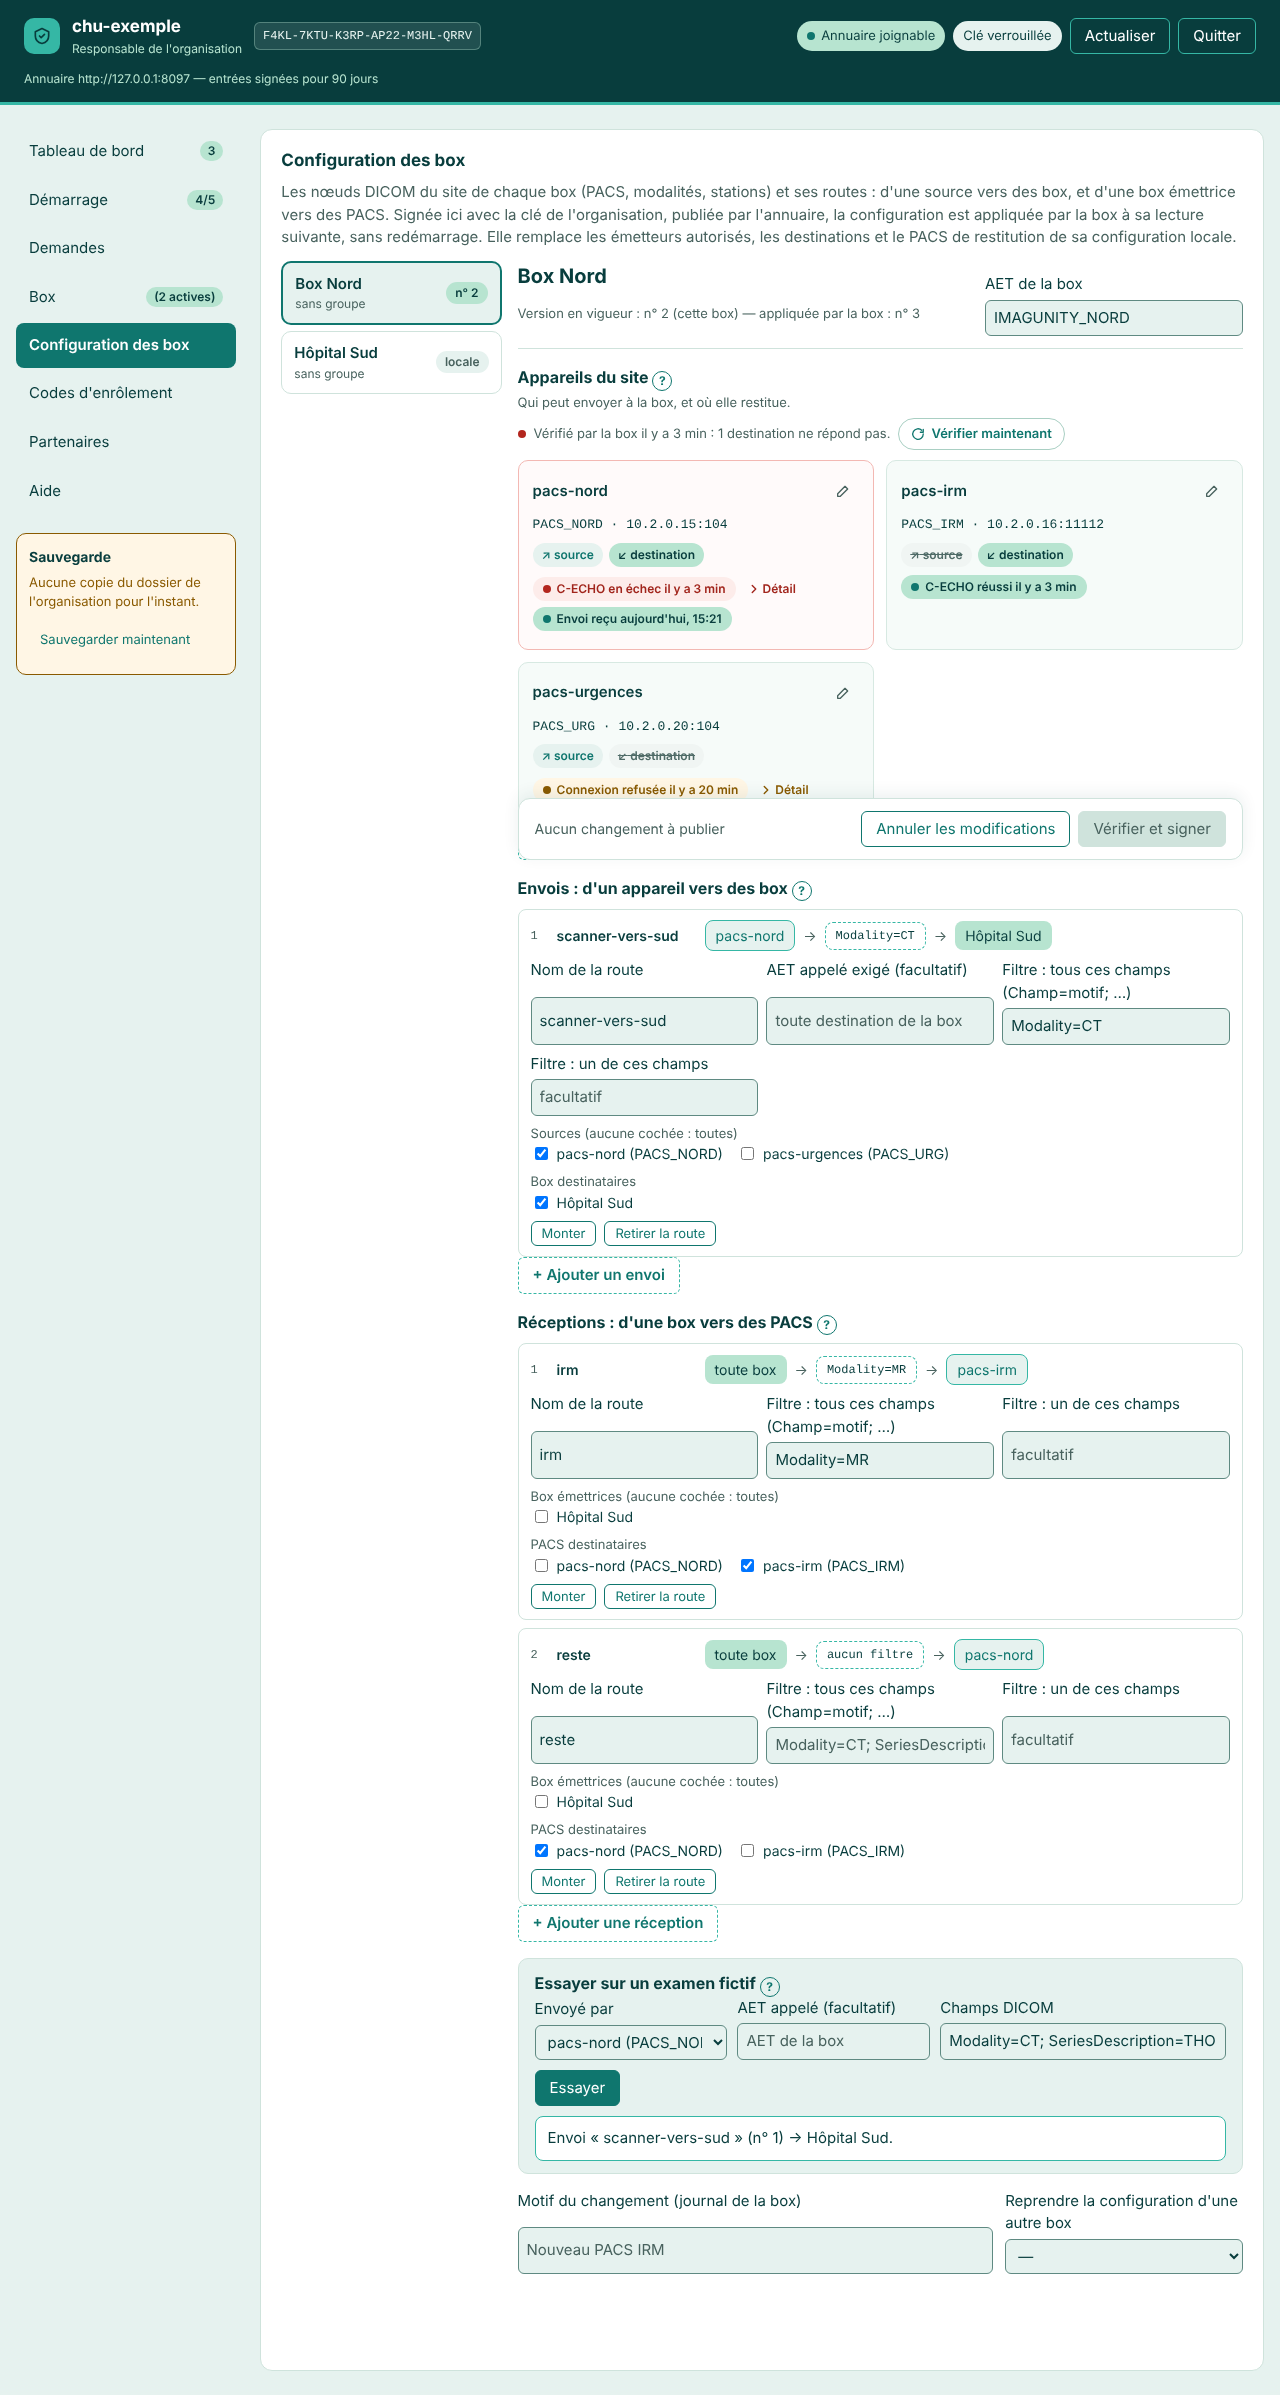 chu-exemple
Responsable de l'organisation
F4KL-7KTU-K3RP-AP22-M3HL-QRRV
Annuaire joignable
Clé verrouillée
Actualiser
Quitter
Annuaire http://127.0.0.1:8097 — entrées signées pour 90 jours
Tableau de bord 3
Démarrage 4/5
Demandes
Box (2 actives)
Configuration des box
Codes d'enrôlement
Partenaires
Aide
Sauvegarde
Aucune copie du dossier de
l'organisation pour l'instant.
Sauvegarder maintenant
Configuration des box
Les nœuds DICOM du site de chaque box (PACS, modalités, stations) et ses routes : d'une source vers des box, et d'une box émettrice
vers des PACS. Signée ici avec la clé de l'organisation, publiée par l'annuaire, la configuration est appliquée par la box à sa lecture
suivante, sans redémarrage. Elle remplace les émetteurs autorisés, les destinations et le PACS de restitution de sa configuration locale.
Box Nord
sans groupe
n° 2
Hôpital Sud
sans groupe
locale
Box Nord
Version en vigueur : n° 2 (cette box) — appliquée par la box : n° 3
AET de la box
IMAGUNITY_NORD
Appareils du site ?
Qui peut envoyer à la box, et où elle restitue.
Vérifié par la box il y a 3 min : 1 destination ne répond pas.
Vérifier maintenant
pacs-nord
PACS_NORD · 10.2.0.15:104
↗ source ↙ destination
C-ECHO en échec il y a 3 min
Détail
Envoi reçu aujourd'hui, 15:21
pacs-irm
PACS_IRM · 10.2.0.16:11112
↗ source ↙ destination
C-ECHO réussi il y a 3 min
pacs-urgences
PACS_URG · 10.2.0.20:104
↗ source ↙ destination
Connexion refusée il y a 20 min
Détail
Aucun changement à publier
Annuler les modifications
Vérifier et signer
Envois : d'un appareil vers des box ?
1 scanner-vers-sud pacs-nord → Modality=CT → Hôpital Sud
Nom de la route
scanner-vers-sud
AET appelé exigé (facultatif)
toute destination de la box
Filtre : tous ces champs
(Champ=motif; ...)
Modality=CT
Filtre : un de ces champs
facultatif
Sources (aucune cochée : toutes)
pacs-nord (PACS_NORD) pacs-urgences (PACS_URG)
Box destinataires
Hôpital Sud
Monter
Retirer la route
+ Ajouter un envoi
Réceptions : d'une box vers des PACS ?
1 irm toute box → Modality=MR → pacs-irm
Nom de la route
irm
Filtre : tous ces champs
(Champ=motif; ...)
Modality=MR
Filtre : un de ces champs
facultatif
Box émettrices (aucune cochée : toutes)
Hôpital Sud
PACS destinataires
pacs-nord (PACS_NORD) pacs-irm (PACS_IRM)
Monter
Retirer la route
2 reste toute box → aucun filtre → pacs-nord
Nom de la route
reste
Filtre : tous ces champs
(Champ=motif; ...)
Modality=CT; SeriesDescripti
Filtre : un de ces champs
facultatif
Box émettrices (aucune cochée : toutes)
Hôpital Sud
PACS destinataires
pacs-nord (PACS_NORD) pacs-irm (PACS_IRM)
Monter
Retirer la route
+ Ajouter une réception
Essayer sur un examen fictif ?
Envoyé par
pacs-nord (PACS_NOI
AET appelé (facultatif)
AET de la box
Champs DICOM
Modality=CT; SeriesDescription=THO
Essayer
Envoi « scanner-vers-sud » (n° 1) → Hôpital Sud.
Motif du changement (journal de la box)
Nouveau PACS IRM
Reprendre la configuration d'une
autre box
—